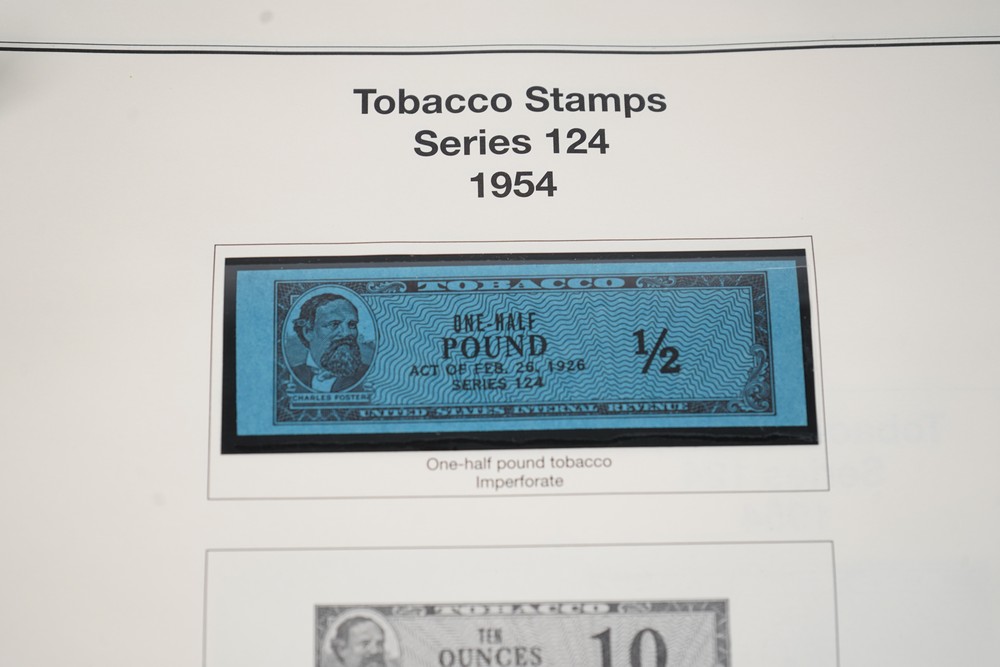 Tobacco Stamps
Series 124
1954
TOBACCO
ONE-HALF
POUND
1/2
ACT OF FEB. 26, 1926
SERIES 124
CHARLES FOSTER
UNITED STATES INTERNAL REVENUE
One-half pound tobacco
Imperforate
TOBACCO
TEN
OUNCES
10